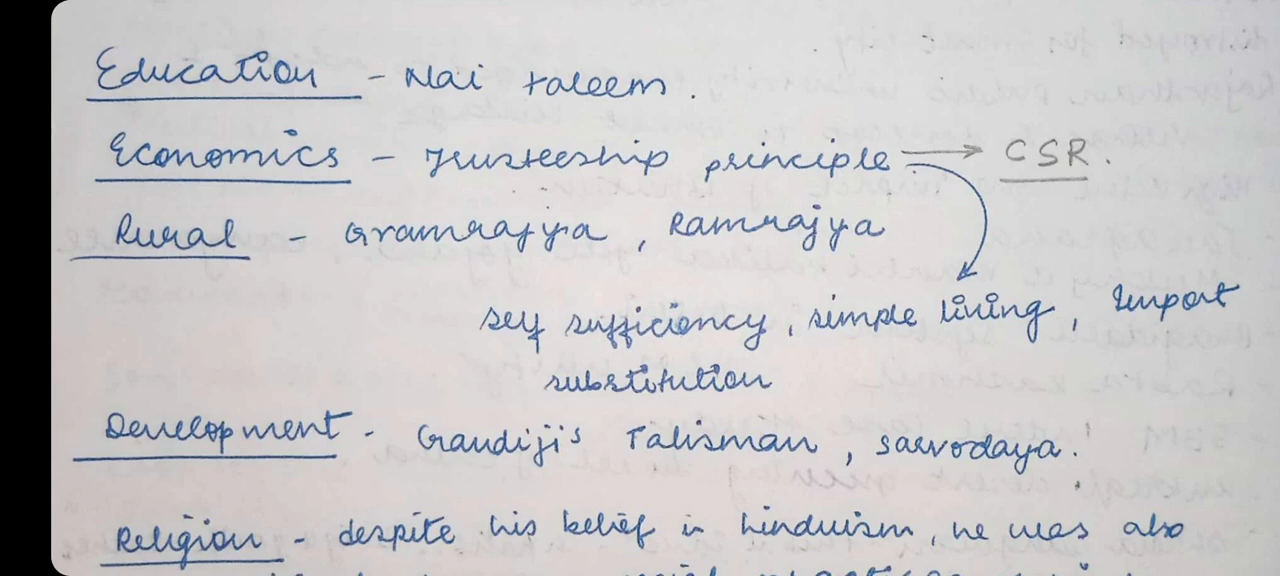 Education - Nai taleem.
Economics - Trusteeship principle → CSR.
Rural - Gramrajya, Ramrajya
self sufficiency, simple living, Import
substitution
Development - Gandiji's Talisman, sarvodaya.
Religion - despite his belief in hinduism, he was also